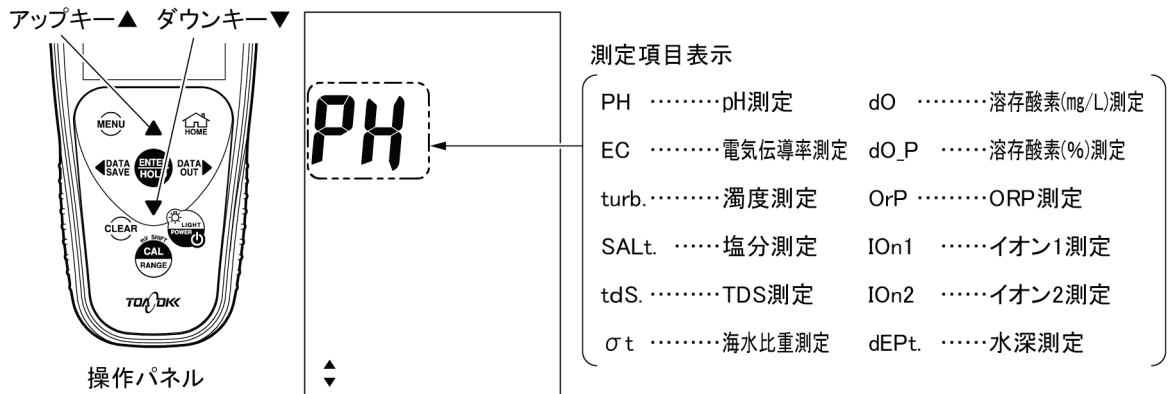 アップキー▲ ダウンキー▼
測定項目表示
MENU
HOME
DATA SAVE
ENTER HOLD
DATA OUT
CLEAR
LIGHT
POWER
mV SHIFT
CAL
RANGE
TOADKK
操作パネル
PH
PH ………pH測定
EC ………電気伝導率測定
turb.………濁度測定
SALt. ……塩分測定
tdS.………TDS測定
σt ………海水比重測定
dO ………溶存酸素(mg/L)測定
dO_P ……溶存酸素(%)測定
OrP ………ORP測定
IOn1 ……イオン1測定
IOn2 ……イオン2測定
dEPt. ……水深測定